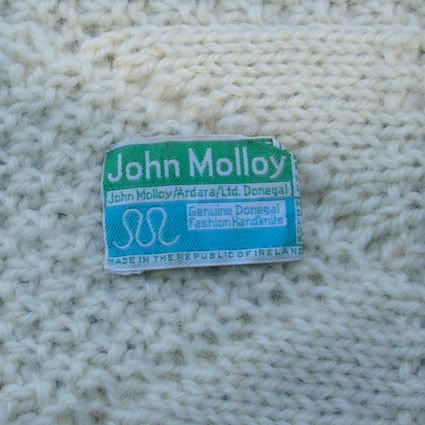 John Molloy
John Molloy/Ardara/Ltd. Donegal
Genuine Donegal
Fashion Handknits
MADE IN THE REPUBLIC OF IRELAND